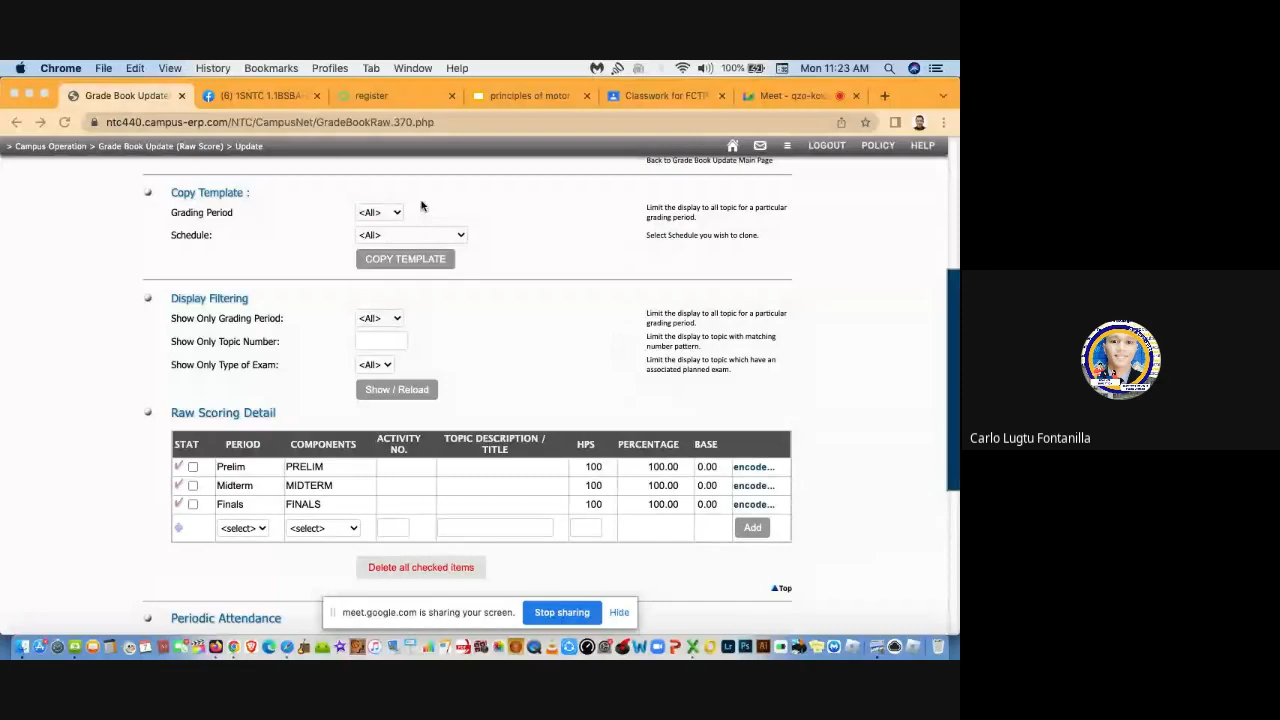 Chrome File Edit View History Bookmarks Profiles Tab Window Help 100% Mon 11:23 AM
Grade Book Update (6) 1SNTC 1.1BSBA register principles of motor Classwork for FCTP Meet - qzo-kou
ntc440.campus-erp.com/NTC/CampusNet/GradeBookRaw.370.php
> Campus Operation > Grade Book Update (Raw Score) > Update LOGOUT POLICY HELP
Back to Grade Book Update Main Page
Copy Template :
Grading Period <All> Limit the display to all topic for a particular
grading period.
Schedule: <All> Select Schedule you wish to clone.
COPY TEMPLATE
Display Filtering
Show Only Grading Period: <All> Limit the display to all topic for a particular
grading period.
Show Only Topic Number: Limit the display to topic with matching
number pattern.
Show Only Type of Exam: <All> Limit the display to topic which have an
associated planned exam.
Show / Reload
Raw Scoring Detail
STAT PERIOD COMPONENTS ACTIVITY NO. TOPIC DESCRIPTION / TITLE HPS PERCENTAGE BASE
Prelim PRELIM 100 100.00 0.00 encode...
Midterm MIDTERM 100 100.00 0.00 encode...
Finals FINALS 100 100.00 0.00 encode...
<select> <select> Add
Delete all checked items
Top
meet.google.com is sharing your screen. Stop sharing Hide
Periodic Attendance
Carlo Lugtu Fontanilla